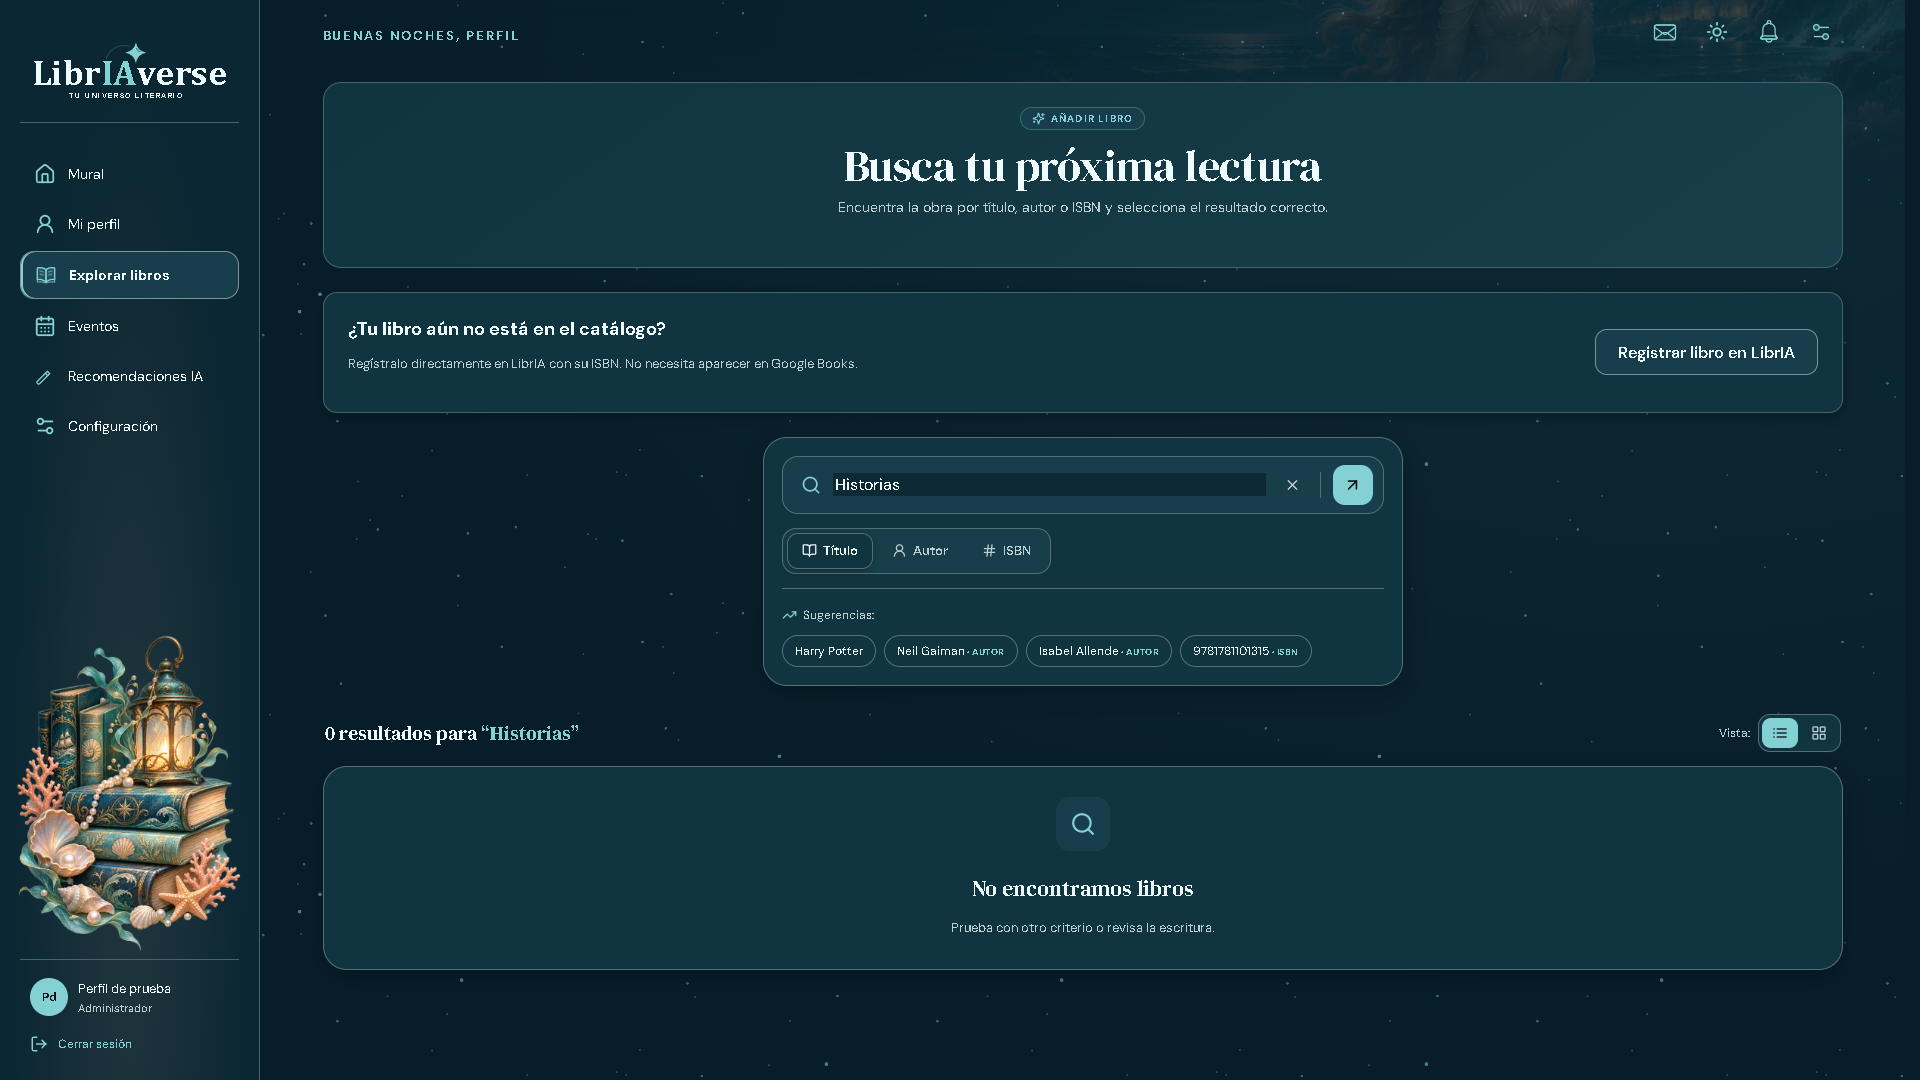 LibrIAverse
TU UNIVERSO LITERARIO
Mural
Mi perfil
Explorar libros
Eventos
Recomendaciones IA
Configuración
Pd
Perfil de prueba
Administrador
Cerrar sesión
BUENAS NOCHES, PERFIL
AÑADIR LIBRO
Busca tu próxima lectura
Encuentra la obra por título, autor o ISBN y selecciona el resultado correcto.
¿Tu libro aún no está en el catálogo?
Regístralo directamente en LibrIA con su ISBN. No necesita aparecer en Google Books.
Registrar libro en LibrIA
Historias
Título Autor ISBN
Sugerencias:
Harry Potter Neil Gaiman · AUTOR Isabel Allende · AUTOR 9781781101315 · ISBN
0 resultados para “Historias”
Vista:
No encontramos libros
Prueba con otro criterio o revisa la escritura.